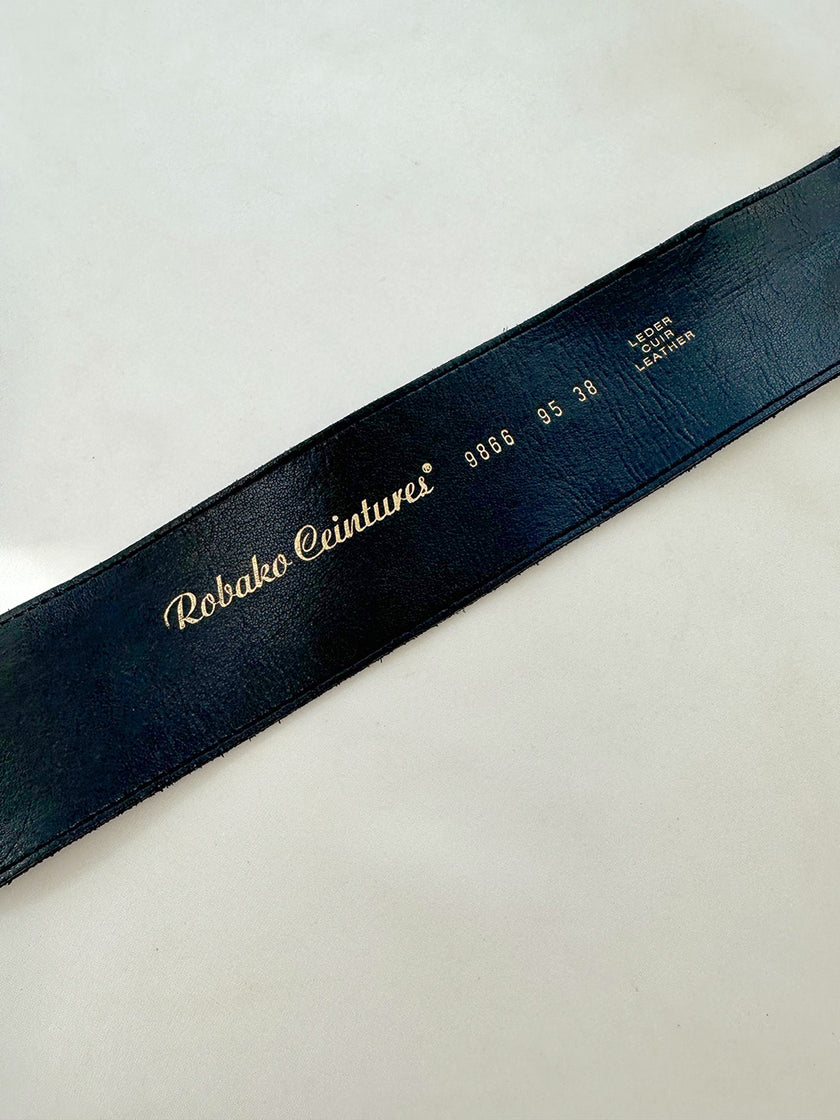 Robako Ceintures®
9866 95 38
LEDER
CUIR
LEATHER